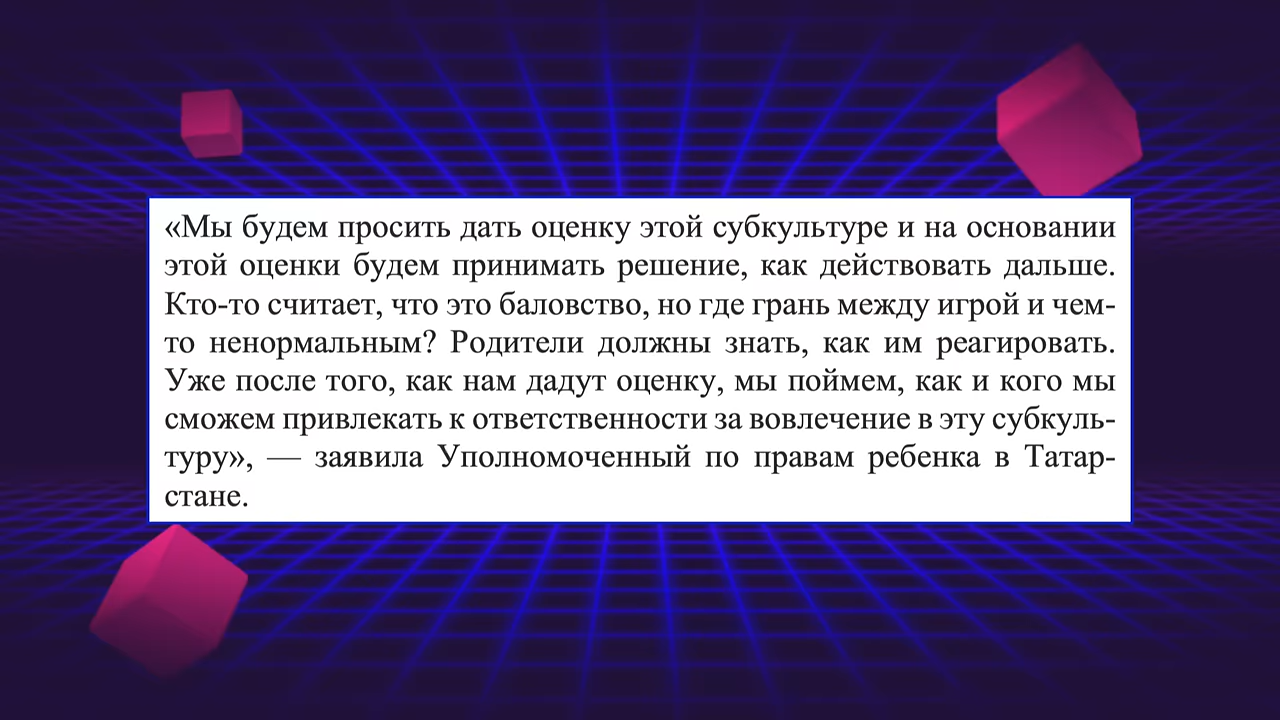 «Мы будем просить дать оценку этой субкультуре и на основании
этой оценки будем принимать решение, как действовать дальше.
Кто-то считает, что это баловство, но где грань между игрой и чем-
то ненормальным? Родители должны знать, как им реагировать.
Уже после того, как нам дадут оценку, мы поймем, как и кого мы
сможем привлекать к ответственности за вовлечение в эту субкуль-
туру», — заявила Уполномоченный по правам ребенка в Татар-
стане.